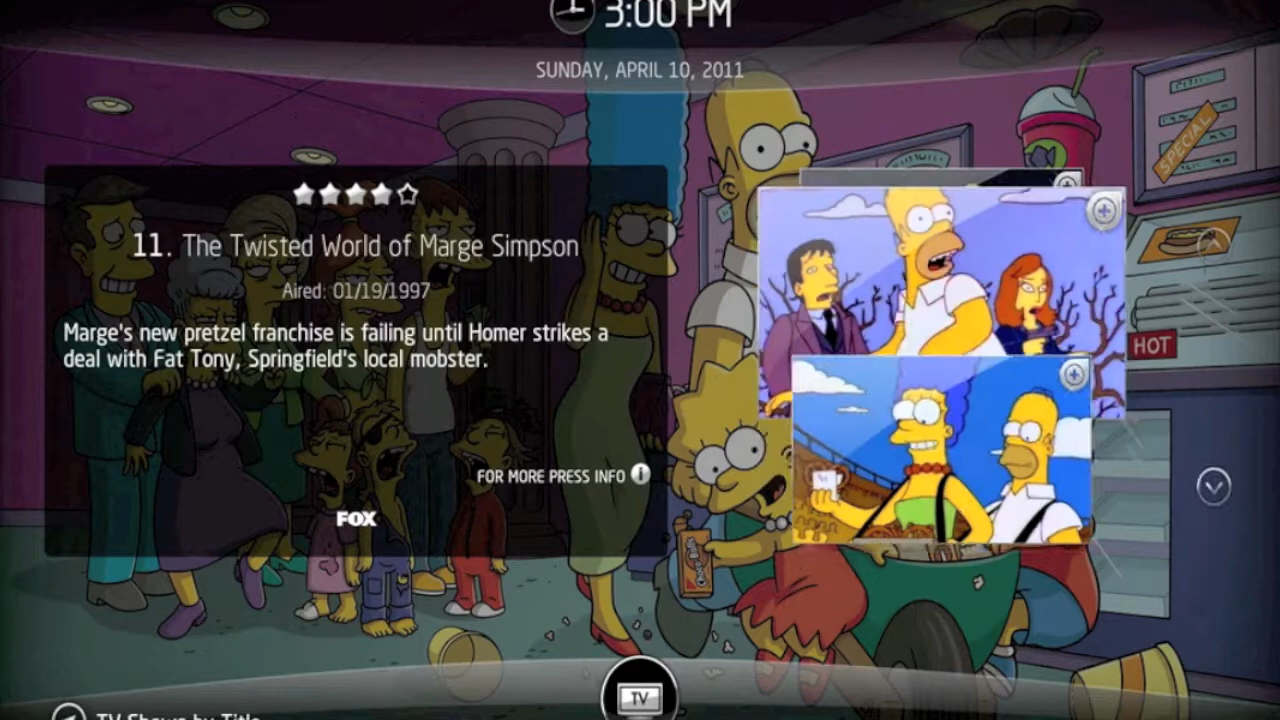 3:00 PM
SUNDAY, APRIL 10, 2011
SPECIAL
11. The Twisted World of Marge Simpson
Aired: 01/19/1997
Marge's new pretzel franchise is failing until Homer strikes a
deal with Fat Tony, Springfield's local mobster.
HOT
FOR MORE PRESS INFO i
FOX
TV
TV Shows by Title